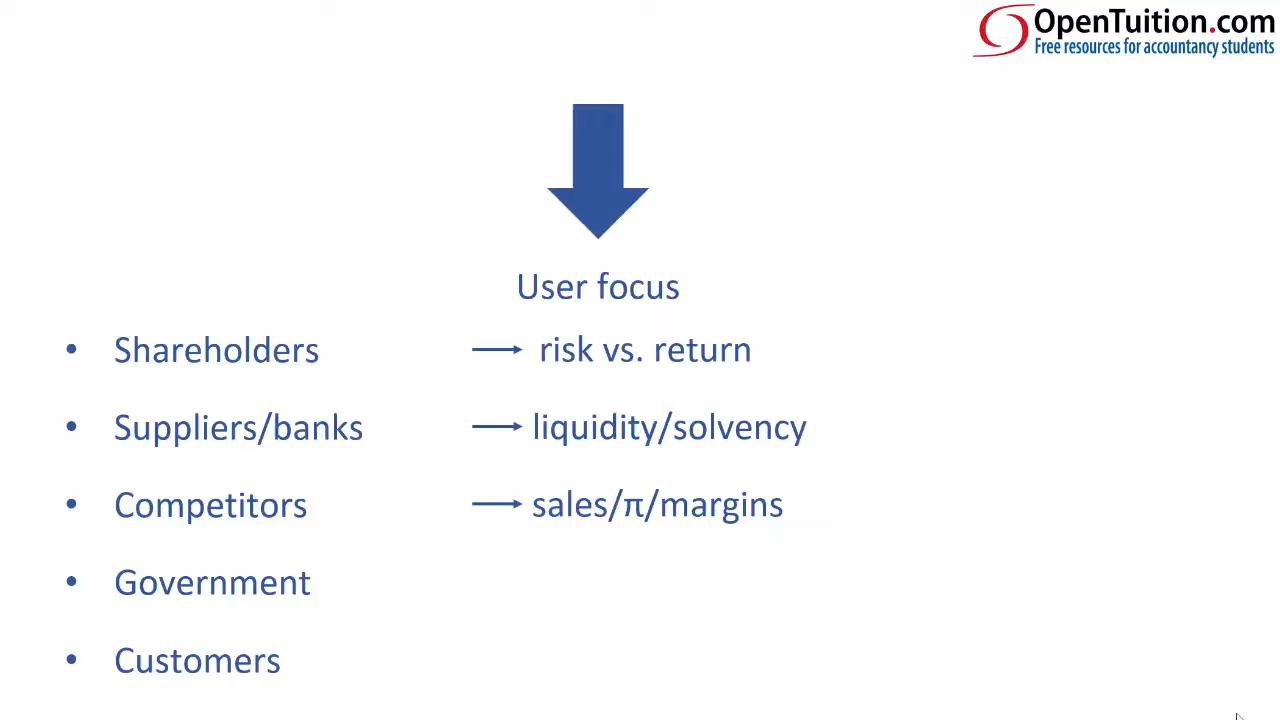 OpenTuition.com
Free resources for accountancy students
User focus
• Shareholders → risk vs. return
• Suppliers/banks → liquidity/solvency
• Competitors → sales/π/margins
• Government
• Customers